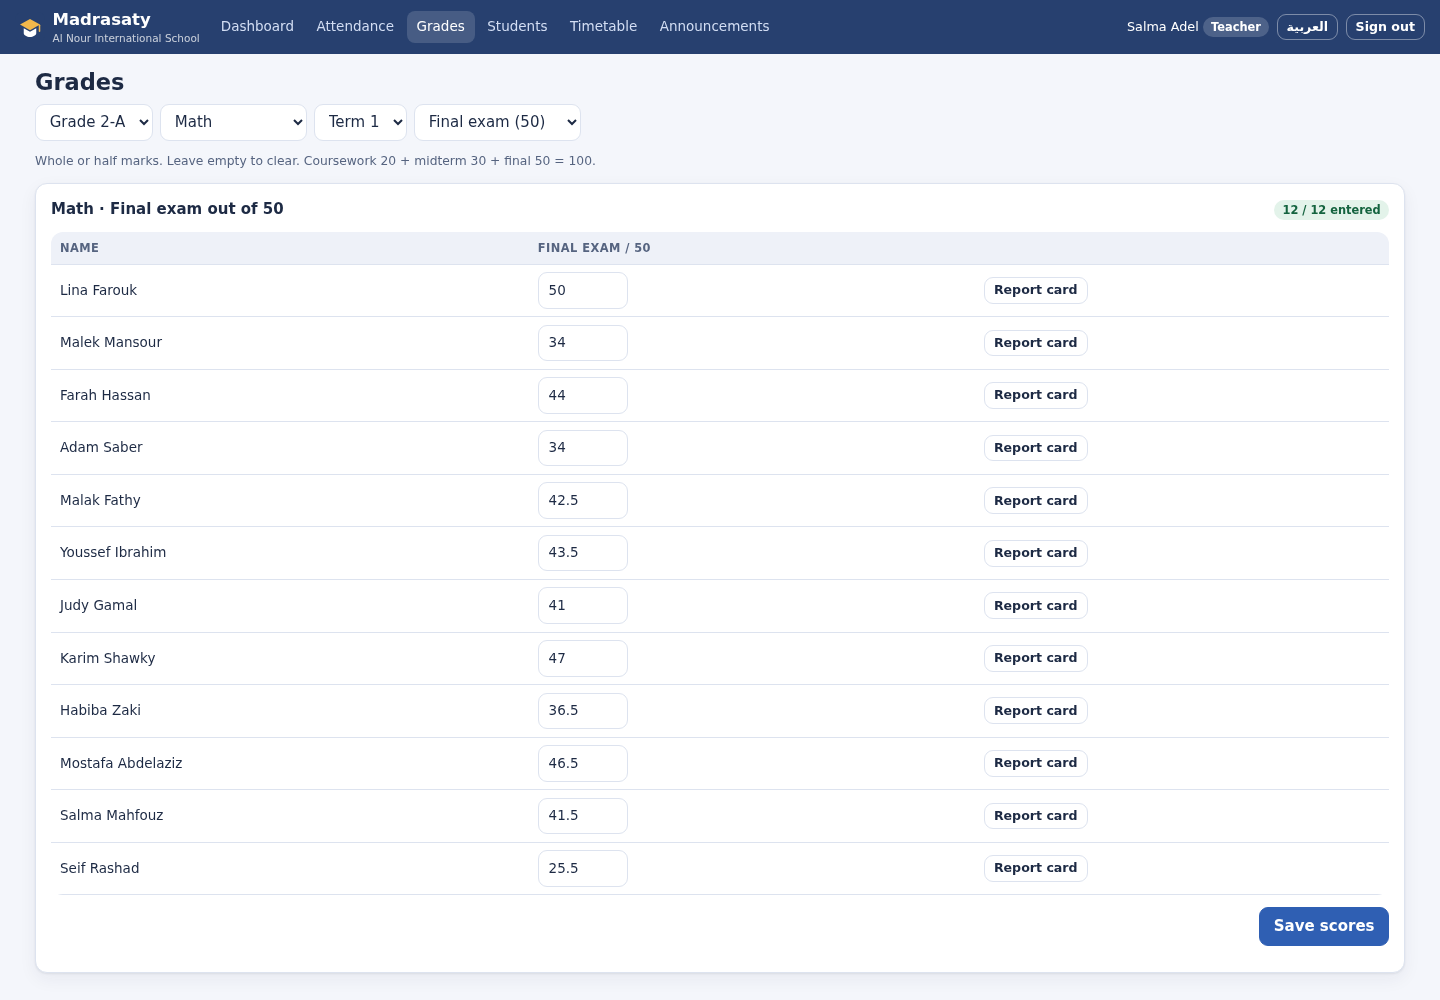 Madrasaty
Al Nour International School
Dashboard Attendance Grades Students Timetable Announcements
Salma Adel Teacher العربية Sign out
Grades
Grade 2-A Math Term 1 Final exam (50)
Whole or half marks. Leave empty to clear. Coursework 20 + midterm 30 + final 50 = 100.
Math · Final exam out of 50 12 / 12 entered
NAME FINAL EXAM / 50
Lina Farouk 50 Report card
Malek Mansour 34 Report card
Farah Hassan 44 Report card
Adam Saber 34 Report card
Malak Fathy 42.5 Report card
Youssef Ibrahim 43.5 Report card
Judy Gamal 41 Report card
Karim Shawky 47 Report card
Habiba Zaki 36.5 Report card
Mostafa Abdelaziz 46.5 Report card
Salma Mahfouz 41.5 Report card
Seif Rashad 25.5 Report card
Save scores